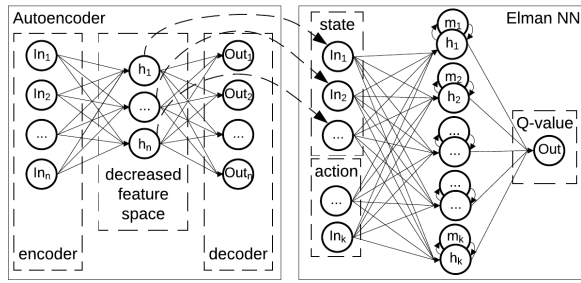 Autoencoder
In₁
In₂
...
Inₙ
encoder
h₁
...
hₙ
decreased
feature
space
Out₁
Out₂
...
Outₙ
decoder
Elman NN
state
In₁
In₂
...
action
...
Inₖ
m₁
h₁
m₂
h₂
...
...
...
...
mₖ
hₖ
Q-value
Out